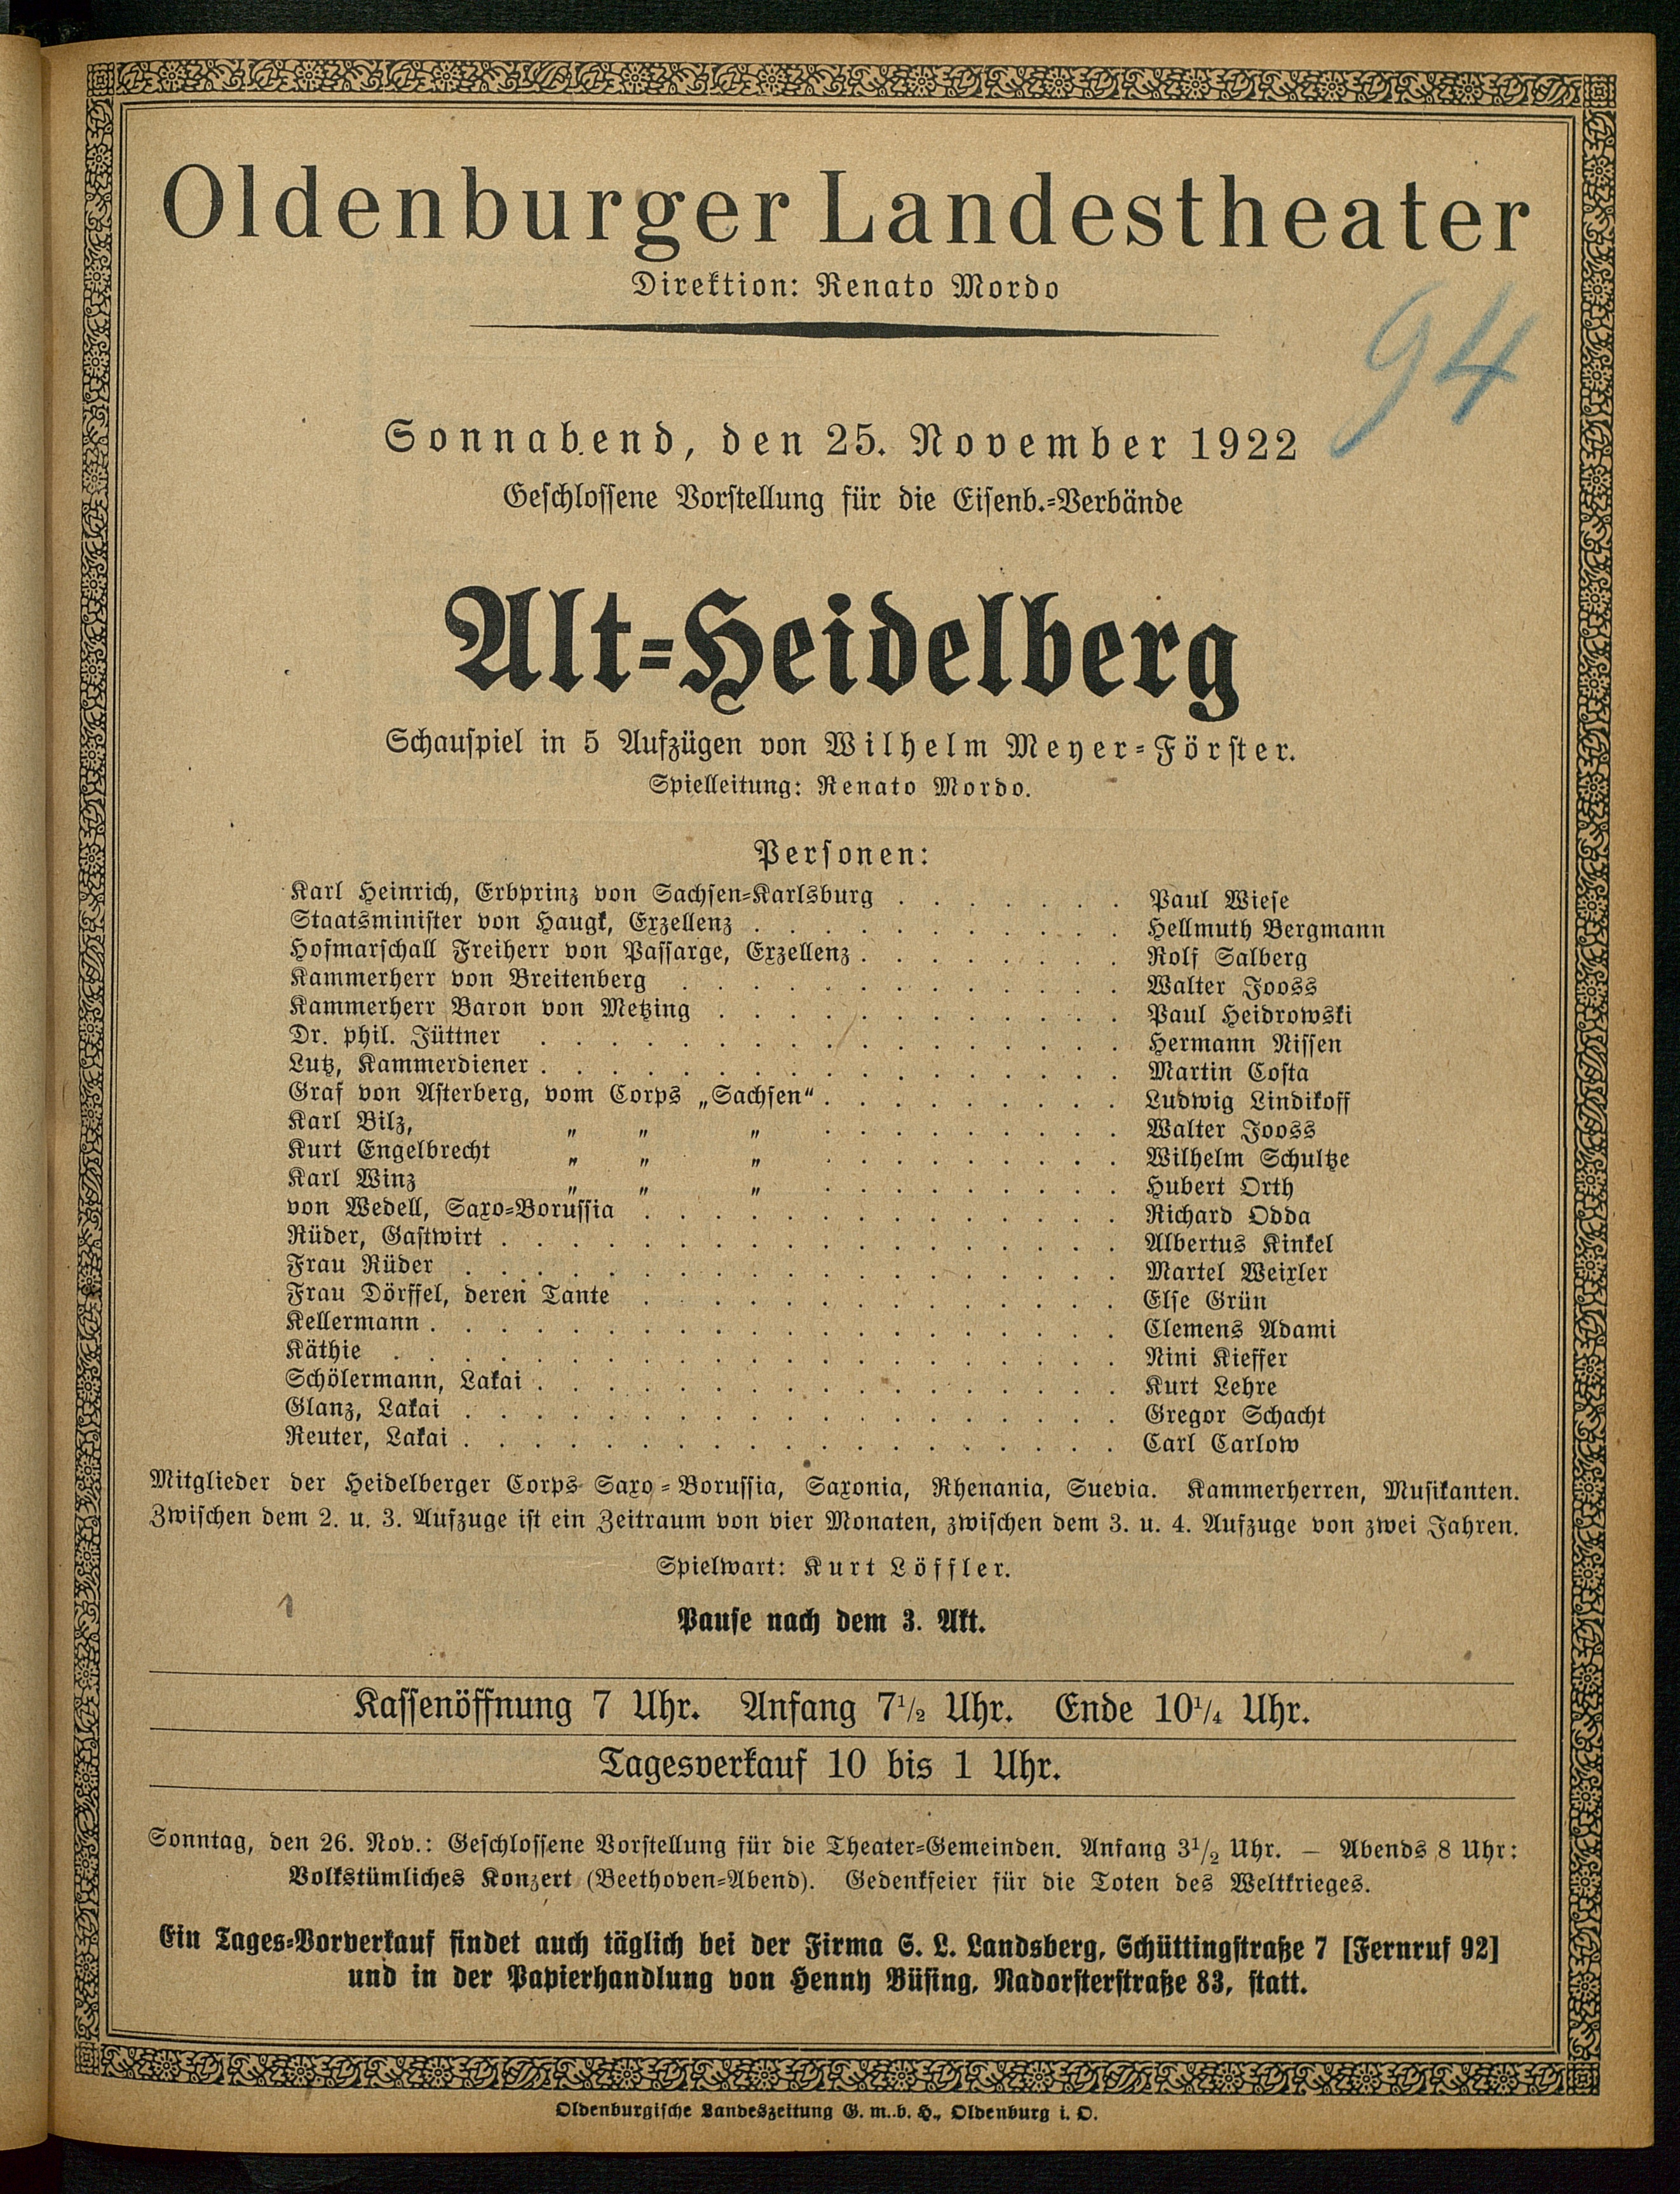 Oldenburger Landestheater
Direktion: Renato Mordo
94
Sonnabend, den 25. November 1922
Geschlossene Vorstellung für die Eisenb.-Verbände
Alt-Heidelberg
Schauspiel in 5 Aufzügen von Wilhelm Meyer-Förster.
Spielleitung: Renato Mordo.
Personen:
Karl Heinrich, Erbprinz von Sachsen-Karlsburg . . . . . . . Paul Wiese
Staatsminister von Haugk, Exzellenz . . . . . . . . . . . Hellmuth Bergmann
Hofmarschall Freiherr von Passarge, Exzellenz . . . . . . . . Rolf Salberg
Kammerherr von Breitenberg . . . . . . . . . . . . . Walter Jooss
Kammerherr Baron von Metzing . . . . . . . . . . . . Paul Heidrowski
Dr. phil. Jüttner . . . . . . . . . . . . . . . . . Hermann Nissen
Lutz, Kammerdiener . . . . . . . . . . . . . . . . . Martin Costa
Graf von Asterberg, vom Corps „Sachsen“ . . . . . . . . . Ludwig Lindikoff
Karl Bilz, „ „ „ . . . . . . . . . Walter Jooss
Kurt Engelbrecht „ „ „ . . . . . . . . . Wilhelm Schultze
Karl Winz „ „ „ . . . . . . . . . Hubert Orth
von Wedell, Saxo-Borussia . . . . . . . . . . . . . . Richard Odda
Rüder, Gastwirt . . . . . . . . . . . . . . . . . . Albertus Kinkel
Frau Rüder . . . . . . . . . . . . . . . . . . . Martel Weixler
Frau Dörffel, deren Tante . . . . . . . . . . . . . . Else Grün
Kellermann . . . . . . . . . . . . . . . . . . . . Clemens Adami
Käthie . . . . . . . . . . . . . . . . . . . . . Nini Kieffer
Schölermann, Lakai . . . . . . . . . . . . . . . . . Kurt Lehre
Glanz, Lakai . . . . . . . . . . . . . . . . . . . Gregor Schacht
Reuter, Lakai . . . . . . . . . . . . . . . . . . . Carl Carlow
Mitglieder der Heidelberger Corps Saxo-Borussia, Saxonia, Rhenania, Suevia. Kammerherren, Musikanten.
Zwischen dem 2. u. 3. Aufzuge ist ein Zeitraum von vier Monaten, zwischen dem 3. u. 4. Aufzuge von zwei Jahren.
Spielwart: Kurt Löffler.
1
Pause nach dem 3. Akt.
Kassenöffnung 7 Uhr. Anfang 7½ Uhr. Ende 10¼ Uhr.
Tagesverkauf 10 bis 1 Uhr.
Sonntag, den 26. Nov.: Geschlossene Vorstellung für die Theater-Gemeinden. Anfang 3½ Uhr. — Abends 8 Uhr:
Volkstümliches Konzert (Beethoven-Abend). Gedenkfeier für die Toten des Weltkrieges.
Ein Tages-Vorverkauf findet auch täglich bei der Firma S. L. Landsberg, Schüttingstraße 7 [Fernruf 92]
und in der Papierhandlung von Henny Büsing, Nadorsterstraße 83, statt.
Oldenburgische Landeszeitung G. m. b. H., Oldenburg i. O.